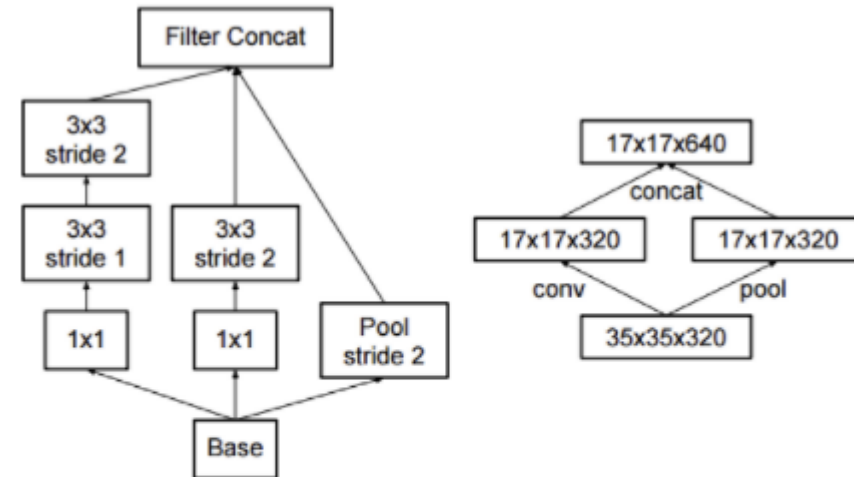 Filter Concat
3x3
stride 2
3x3
stride 1
3x3
stride 2
1x1
1x1
Pool
stride 2
Base
17x17x640
concat
17x17x320
17x17x320
conv
pool
35x35x320